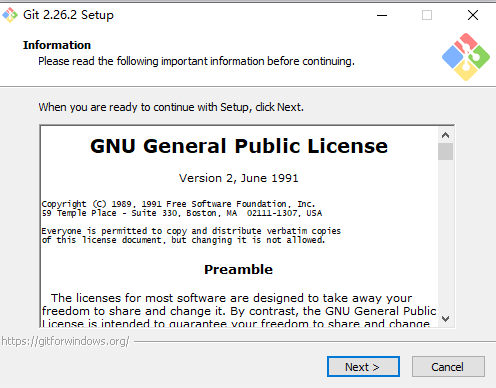 Git 2.26.2 Setup
Information
Please read the following important information before continuing.
When you are ready to continue with Setup, click Next.
GNU General Public License
Version 2, June 1991
Copyright (C) 1989, 1991 Free Software Foundation, Inc.
59 Temple Place - Suite 330, Boston, MA  02111-1307, USA
Everyone is permitted to copy and distribute verbatim copies
of this license document, but changing it is not allowed.
Preamble
The licenses for most software are designed to take away your
freedom to share and change it. By contrast, the GNU General Public
License is intended to guarantee your freedom to share and change
https://gitforwindows.org/
Next >
Cancel